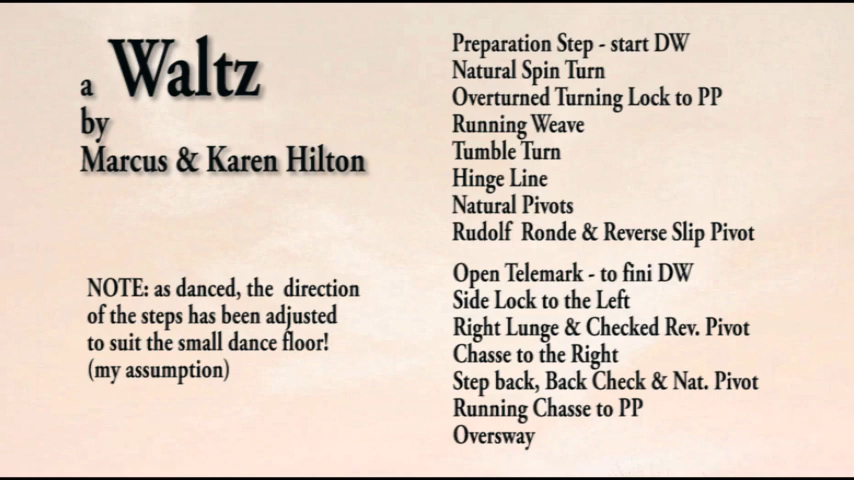 a Waltz
by
Marcus & Karen Hilton
NOTE: as danced, the direction
of the steps has been adjusted
to suit the small dance floor!
(my assumption)
Preparation Step - start DW
Natural Spin Turn
Overturned Turning Lock to PP
Running Weave
Tumble Turn
Hinge Line
Natural Pivots
Rudolf Ronde & Reverse Slip Pivot
Open Telemark - to fini DW
Side Lock to the Left
Right Lunge & Checked Rev. Pivot
Chasse to the Right
Step back, Back Check & Nat. Pivot
Running Chasse to PP
Oversway